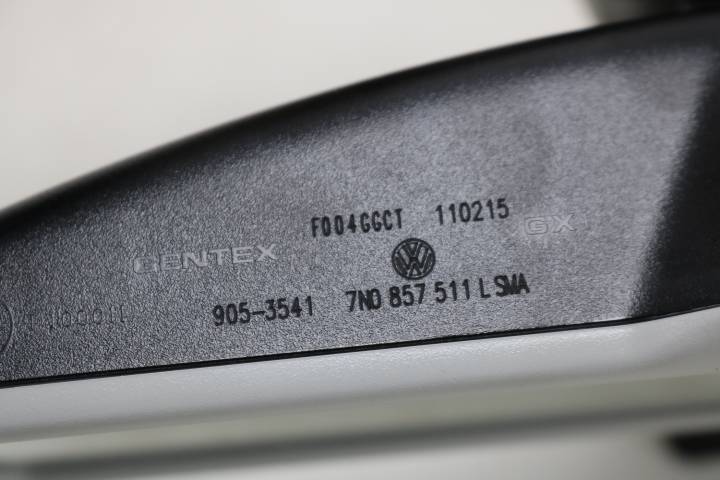 F004GGCT 110215
GENTEX GX
905-3541 7N0 857 511 L SMA